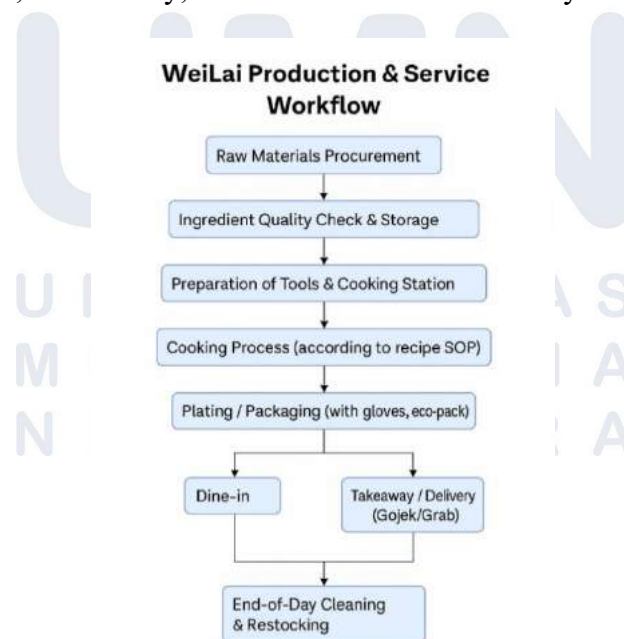 WeiLai Production & Service
Workflow
Raw Materials Procurement
Ingredient Quality Check & Storage
Preparation of Tools & Cooking Station
Cooking Process (according to recipe SOP)
Plating / Packaging (with gloves, eco-pack)
Dine-in
Takeaway / Delivery
(Gojek/Grab)
End-of-Day Cleaning
& Restocking